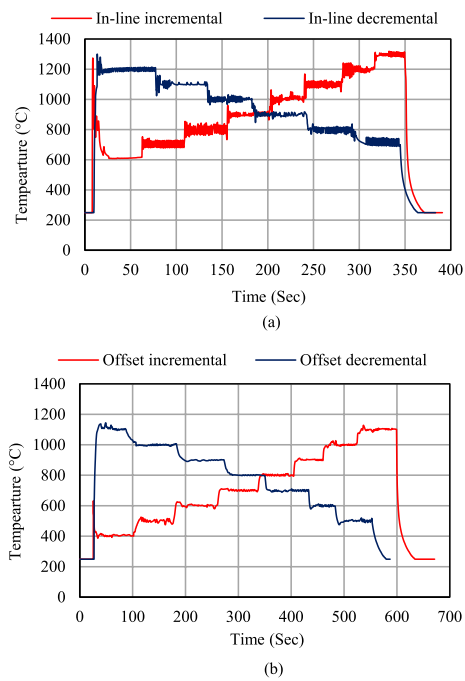 In-line incremental In-line decremental
1400
1200
1000
800
600
400
200
0
Tempearture (°C)
0 50 100 150 200 250 300 350 400
Time (Sec)
(a)
Offset incremental Offset decremental
1400
1200
1000
800
600
400
200
0
Tempearture (°C)
0 100 200 300 400 500 600 700
Time (Sec)
(b)